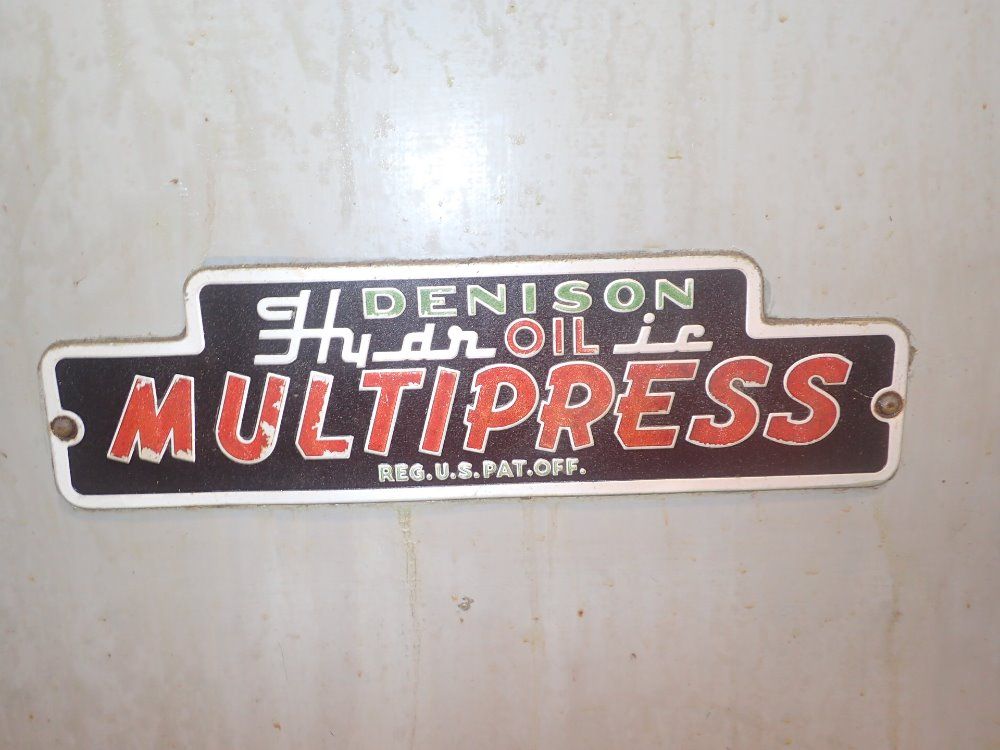 DENISON
HydrOILic
MULTIPRESS
REG.U.S.PAT.OFF.